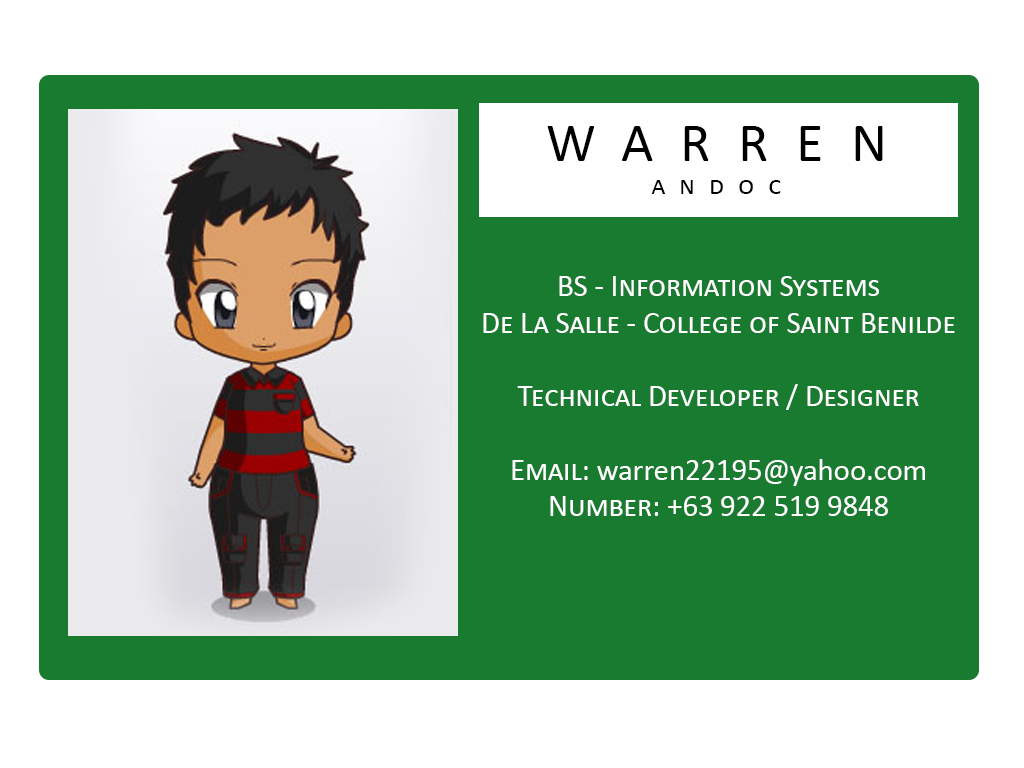 WARREN
ANDOC
BS - Information Systems
De La Salle - College of Saint Benilde
Technical Developer / Designer
Email: warren22195@yahoo.com
Number: +63 922 519 9848